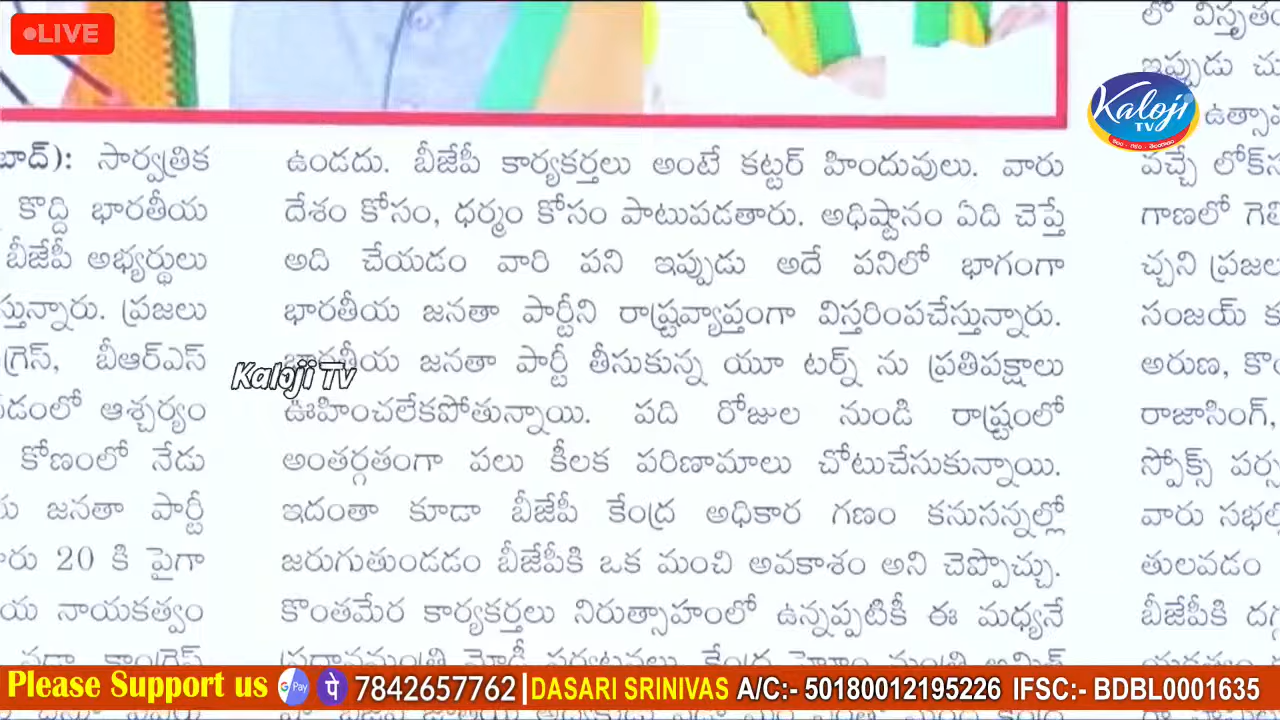 LIVE
Kaloji
TV
బాద్): సార్వత్రిక
కొద్ది భారతీయ
బీజేపీ అభ్యర్థులు
స్తున్నారు. ప్రజలు
గ్రెస్, బీఆర్ఎస్
డంలో ఆశ్చర్యం
కోణంలో నేడు
జనతా పార్టీ
20 కి పైగా
నాయకత్వం
కాంగ్రెస్
ఉండదు. బీజేపీ కార్యకర్తలు అంటే కట్టర్ హిందువులు. వారు
దేశం కోసం, ధర్మం కోసం పాటుపడతారు. అధిష్టానం ఏది చెప్తే
అది చేయడం వారి పని ఇప్పుడు అదే పనిలో భాగంగా
భారతీయ జనతా పార్టీని రాష్ట్రవ్యాప్తంగా విస్తరింపచేస్తున్నారు.
భారతీయ జనతా పార్టీ తీసుకున్న యూ టర్న్ ను ప్రతిపక్షాలు
Kaloji Tv
ఊహించలేకపోతున్నాయి. పది రోజుల నుండి రాష్ట్రంలో
అంతర్గతంగా పలు కీలక పరిణామాలు చోటుచేసుకున్నాయి.
ఇదంతా కూడా బీజేపీ కేంద్ర అధికార గణం కనుసన్నల్లో
జరుగుతుండడం బీజేపీకి ఒక మంచి అవకాశం అని చెప్పొచ్చు.
కొంతమేర కార్యకర్తలు నిరుత్సాహంలో ఉన్నప్పటికీ ఈ మధ్యనే
ఇప్పుడు
వచ్చే
గాణలో
చ్చని
సంజయ్
అరుణ,
రాజాసింగ్,
స్పోక్స్
వారు
తులవడం
బీజేపీకి
Please Support us G Pay 7842657762 | DASARI SRINIVAS A/C:- 50180012195226 IFSC:- BDBL0001635